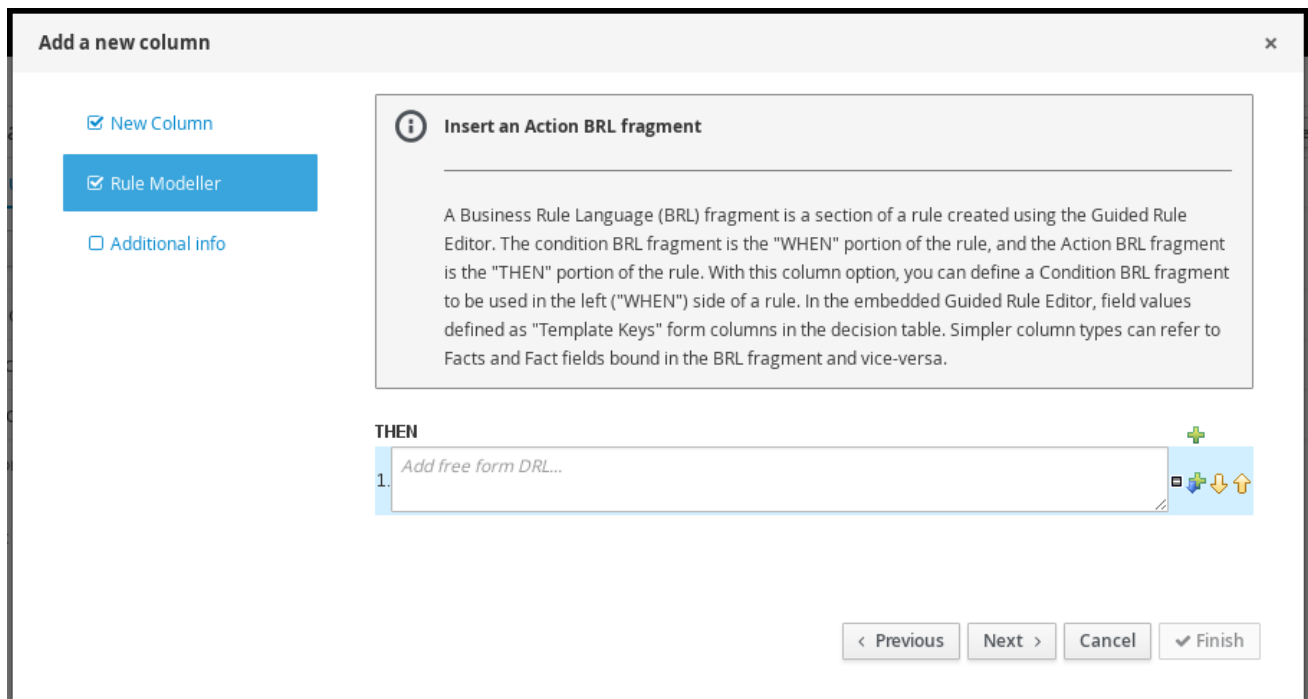 Add a new column
×
New Column
Rule Modeller
Additional info
Insert an Action BRL fragment
A Business Rule Language (BRL) fragment is a section of a rule created using the Guided Rule
Editor. The condition BRL fragment is the "WHEN" portion of the rule, and the Action BRL fragment
is the "THEN" portion of the rule. With this column option, you can define a Condition BRL fragment
to be used in the left ("WHEN") side of a rule. In the embedded Guided Rule Editor, field values
defined as "Template Keys" form columns in the decision table. Simpler column types can refer to
Facts and Fact fields bound in the BRL fragment and vice-versa.
THEN
1.
Add free form DRL...
< Previous
Next >
Cancel
Finish